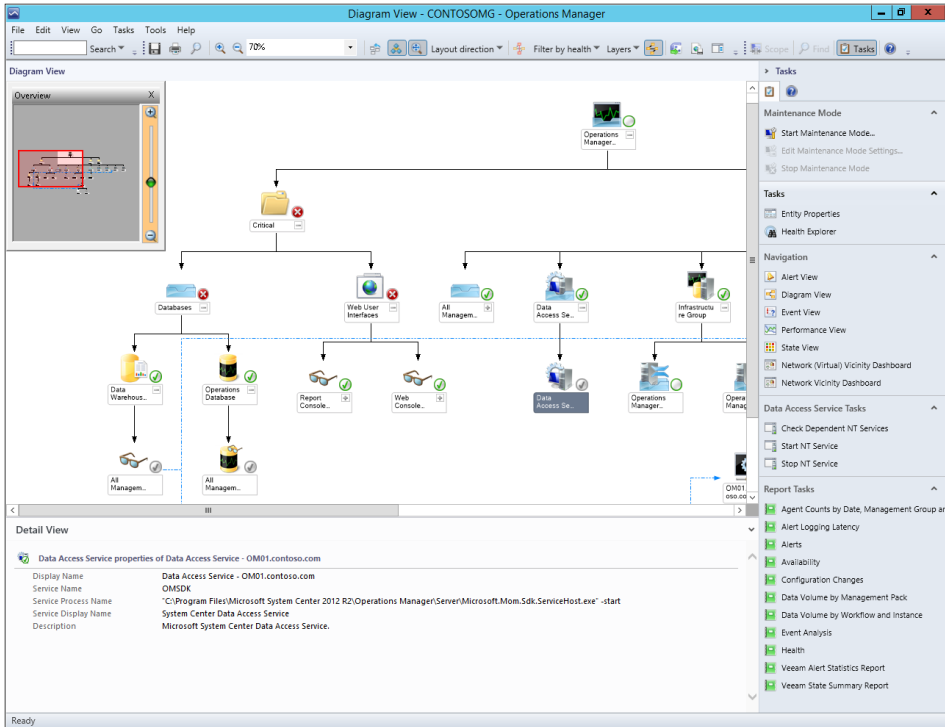 Diagram View - CONTOSOMG - Operations Manager
File Edit View Go Tasks Tools Help
Search 70% Layout direction Filter by health Layers Scope Find Tasks
Diagram View
Overview X
Operations
Manager...
Critical
Databases
Web User
Interfaces
All
Managem...
Data
Access Se...
Infrastructu
re Group
Data
Warehous...
Operations
Database
Report
Console...
Web
Console...
Data
Access Se...
Operations
Manager...
Opera
Manag
All
Managem...
All
Managem...
OM01
oso.co
Detail View
Data Access Service properties of Data Access Service - OM01.contoso.com
Display Name Data Access Service - OM01.contoso.com
Service Name OMSDK
Service Process Name "C:\Program Files\Microsoft System Center 2012 R2\Operations Manager\Server\Microsoft.Mom.Sdk.ServiceHost.exe" -start
Service Display Name System Center Data Access Service
Description Microsoft System Center Data Access Service.
Tasks
Maintenance Mode
Start Maintenance Mode...
Edit Maintenance Mode Settings...
Stop Maintenance Mode
Tasks
Entity Properties
Health Explorer
Navigation
Alert View
Diagram View
Event View
Performance View
State View
Network (Virtual) Vicinity Dashboard
Network Vicinity Dashboard
Data Access Service Tasks
Check Dependent NT Services
Start NT Service
Stop NT Service
Report Tasks
Agent Counts by Date, Management Group an
Alert Logging Latency
Alerts
Availability
Configuration Changes
Data Volume by Management Pack
Data Volume by Workflow and Instance
Event Analysis
Health
Veeam Alert Statistics Report
Veeam State Summary Report
Ready